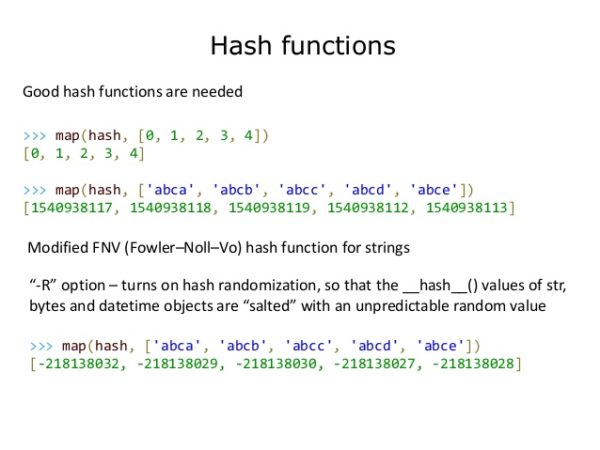 Hash functions
Good hash functions are needed
>>> map(hash, [0, 1, 2, 3, 4])
[0, 1, 2, 3, 4]
>>> map(hash, ['abca', 'abcb', 'abcc', 'abcd', 'abce'])
[1540938117, 1540938118, 1540938119, 1540938112, 1540938113]
Modified FNV (Fowler–Noll–Vo) hash function for strings
“-R” option – turns on hash randomization, so that the __hash__() values of str,
bytes and datetime objects are “salted” with an unpredictable random value
>>> map(hash, ['abca', 'abcb', 'abcc', 'abcd', 'abce'])
[-218138032, -218138029, -218138030, -218138027, -218138028]